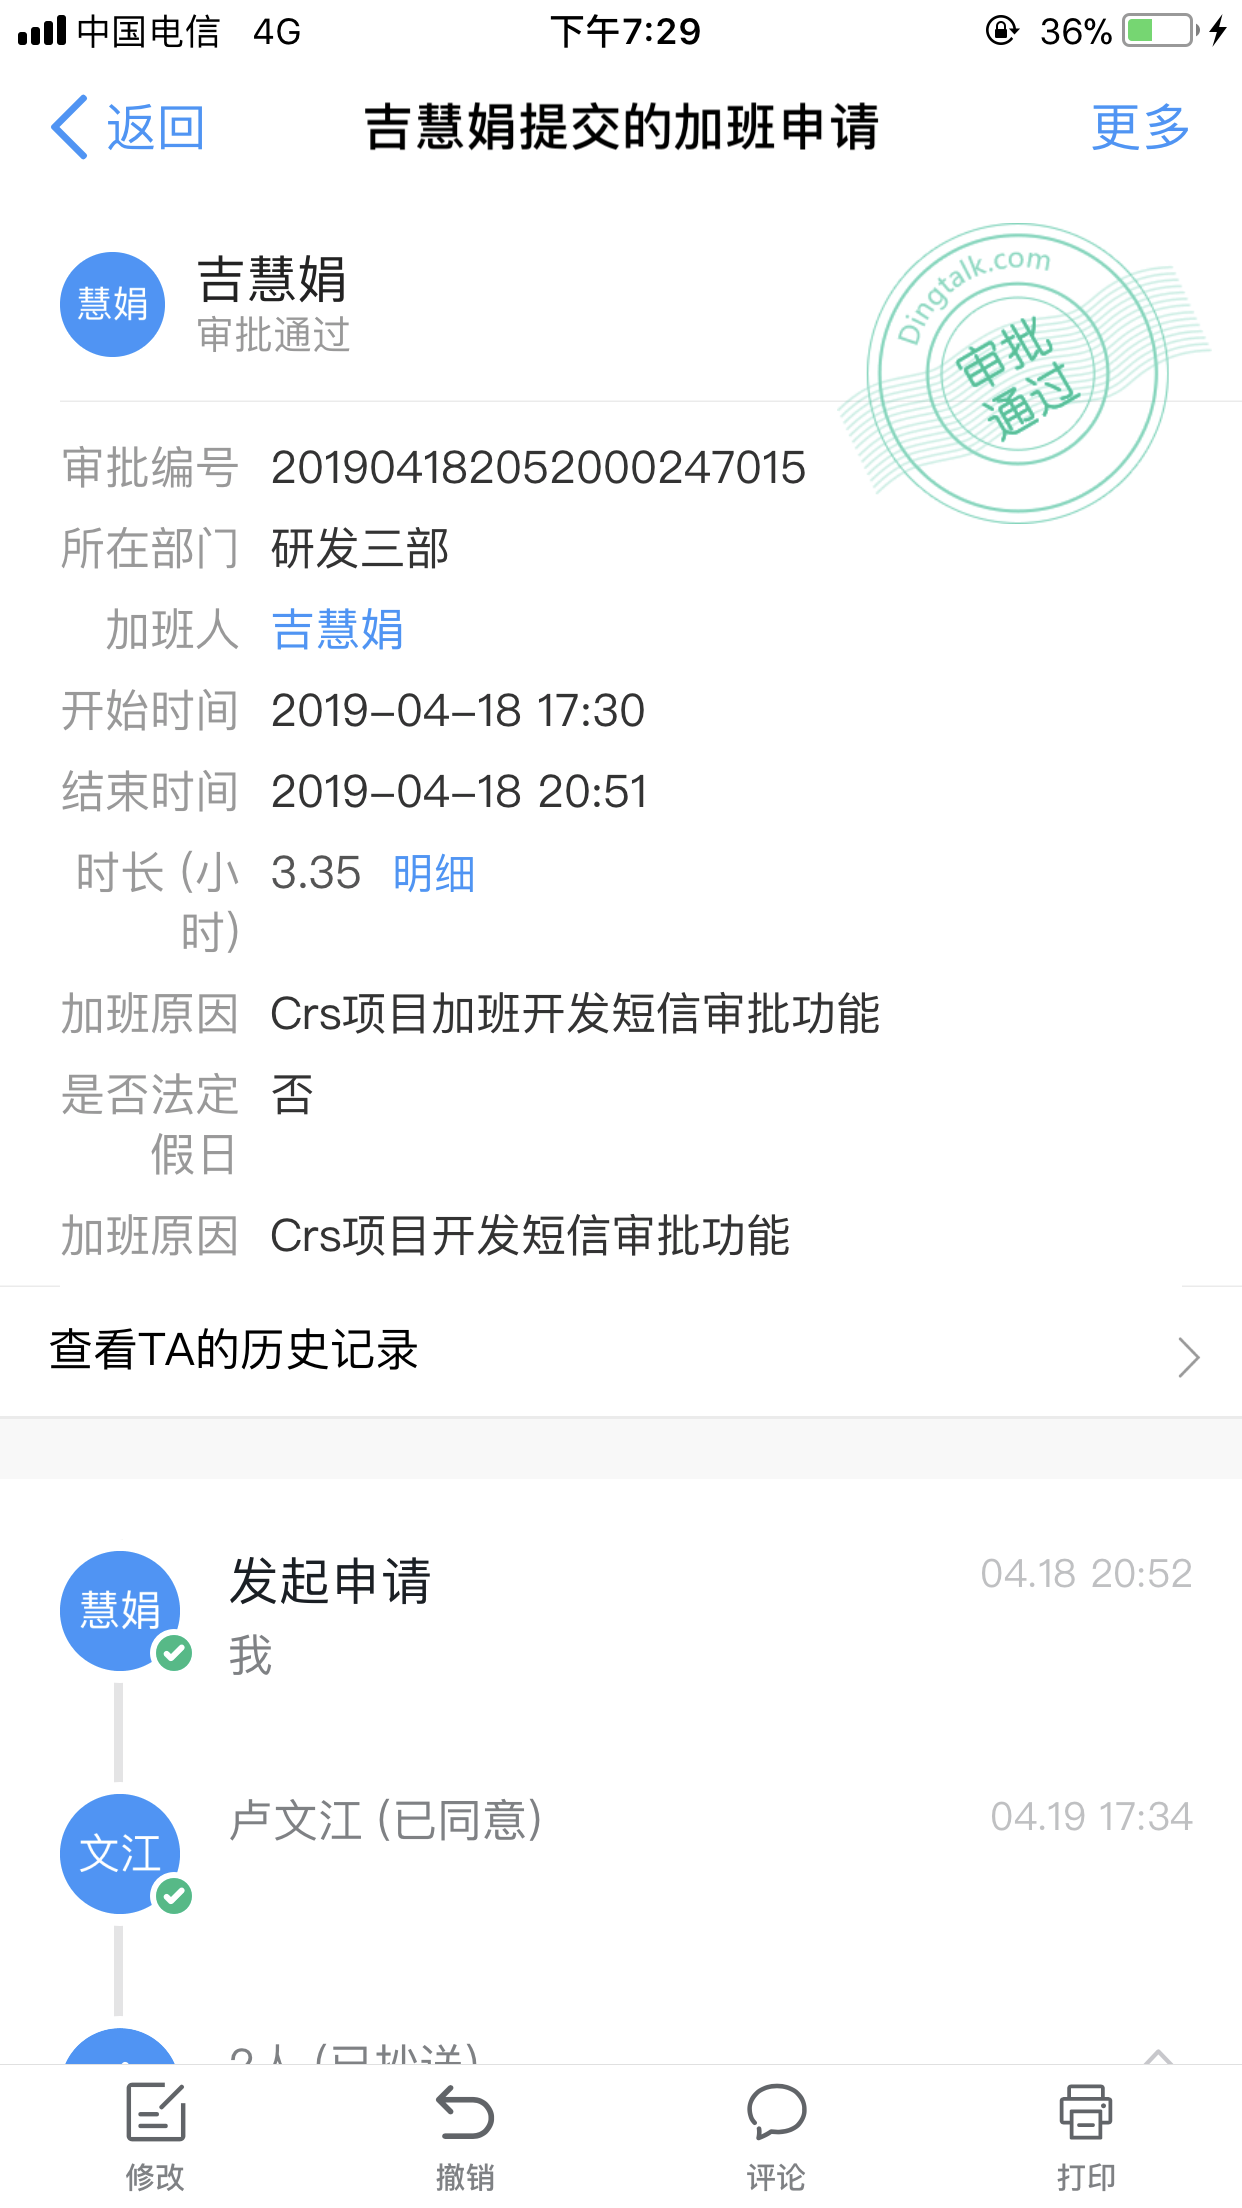 中国电信 4G 下午7:29 36%
返回 吉慧娟提交的加班申请 更多
慧娟 吉慧娟
审批通过
Dingtalk.com
审批
通过
审批编号 201904182052000247015
所在部门 研发三部
加班人 吉慧娟
开始时间 2019-04-18 17:30
结束时间 2019-04-18 20:51
时长 (小 3.35 明细
时)
加班原因 Crs项目加班开发短信审批功能
是否法定 否
假日
加班原因 Crs项目开发短信审批功能
查看TA的历史记录
慧娟 发起申请 04.18 20:52
我
文江 卢文江 (已同意) 04.19 17:34
2人 (已抄送)
修改 撤销 评论 打印